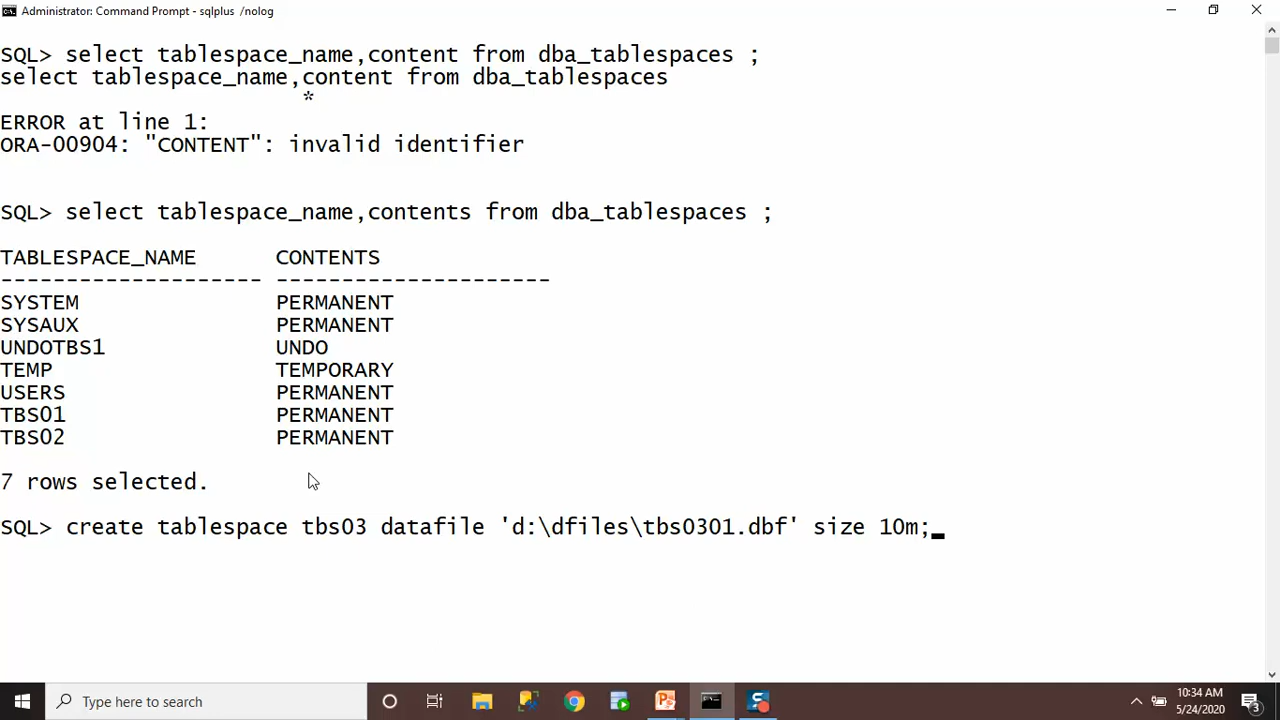 Administrator: Command Prompt - sqlplus /nolog
SQL> select tablespace_name,content from dba_tablespaces ;
select tablespace_name,content from dba_tablespaces
*
ERROR at line 1:
ORA-00904: "CONTENT": invalid identifier
SQL> select tablespace_name,contents from dba_tablespaces ;
TABLESPACE_NAME CONTENTS
-------------------- ---------------------
SYSTEM PERMANENT
SYSAUX PERMANENT
UNDOTBS1 UNDO
TEMP TEMPORARY
USERS PERMANENT
TBS01 PERMANENT
TBS02 PERMANENT
7 rows selected.
SQL> create tablespace tbs03 datafile 'd:\dfiles\tbs0301.dbf' size 10m;
Type here to search
10:34 AM
5/24/2020
3